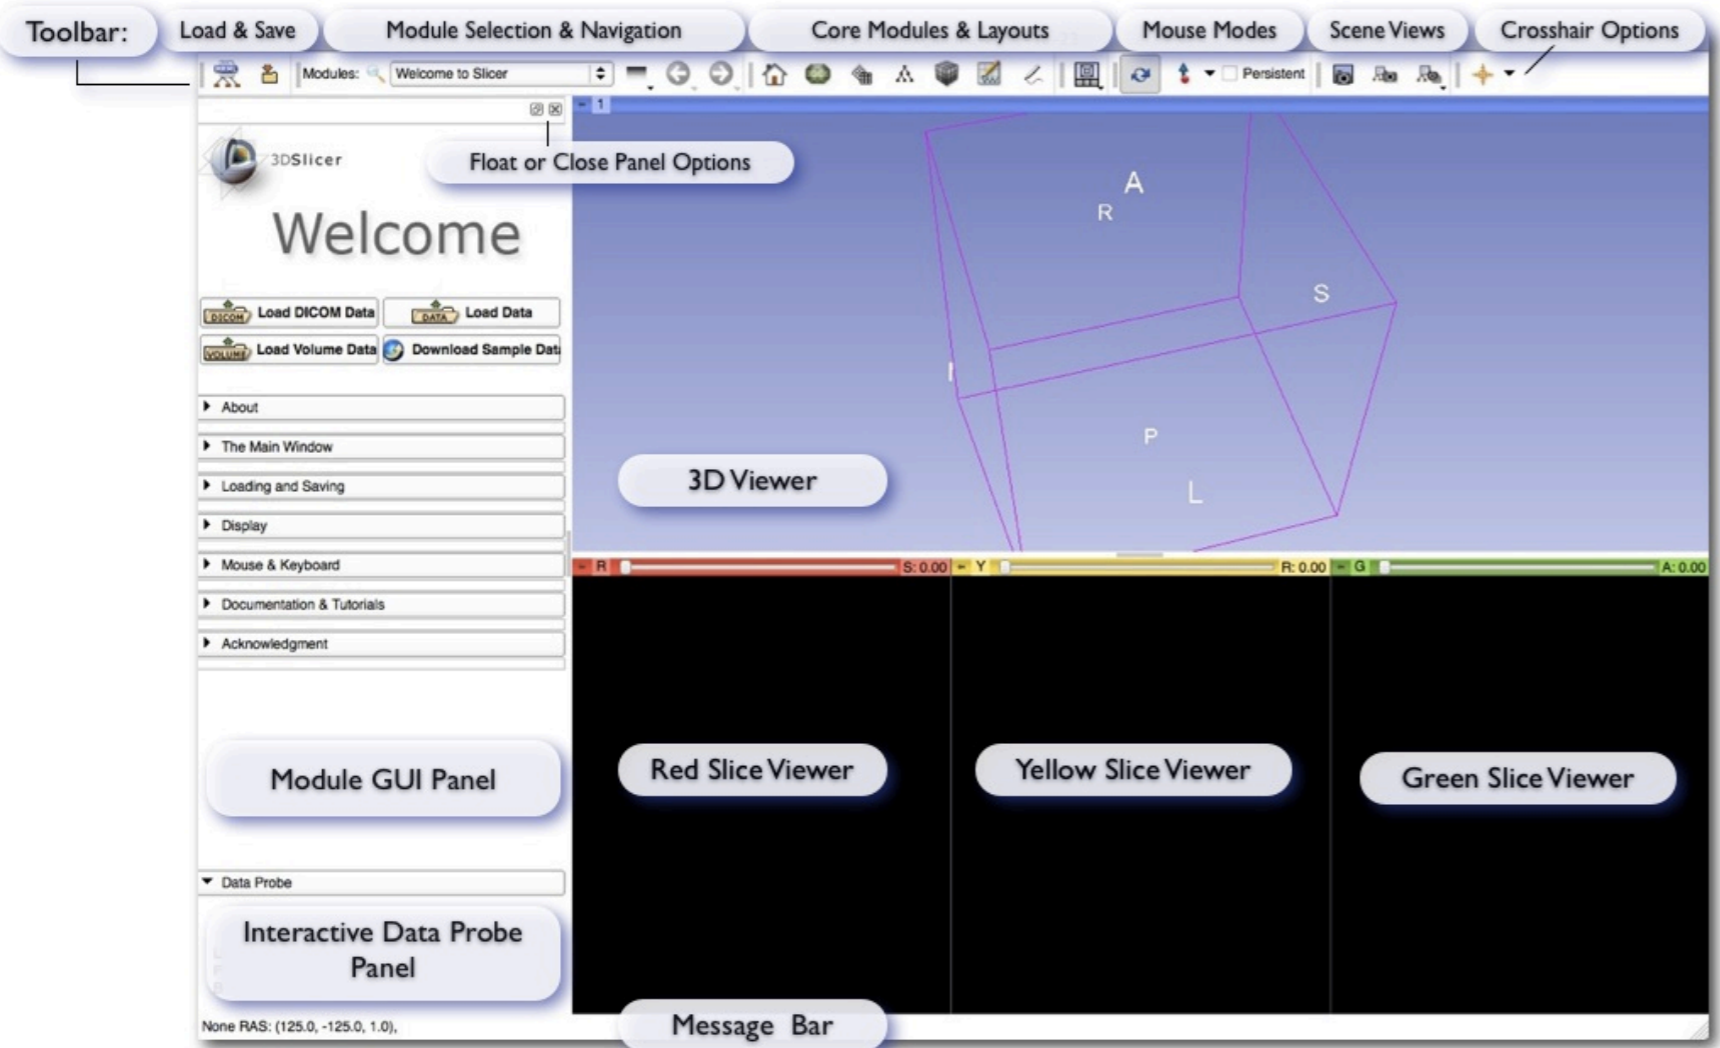 Toolbar:
Load & Save
Module Selection & Navigation
Core Modules & Layouts
Mouse Modes
Scene Views
Crosshair Options
Modules:
Welcome to Slicer
Persistent
1
Float or Close Panel Options
3DSlicer
Welcome
DICOM Load DICOM Data
DATA Load Data
VOLUME Load Volume Data
Download Sample Dat
About
The Main Window
Loading and Saving
Display
Mouse & Keyboard
Documentation & Tutorials
Acknowledgment
A
R
S
P
L
3D Viewer
R
S: 0.00
Y
R: 0.00
G
A: 0.00
Module GUI Panel
Red Slice Viewer
Yellow Slice Viewer
Green Slice Viewer
Data Probe
Interactive Data Probe
Panel
None RAS: (125.0, -125.0, 1.0),
Message Bar